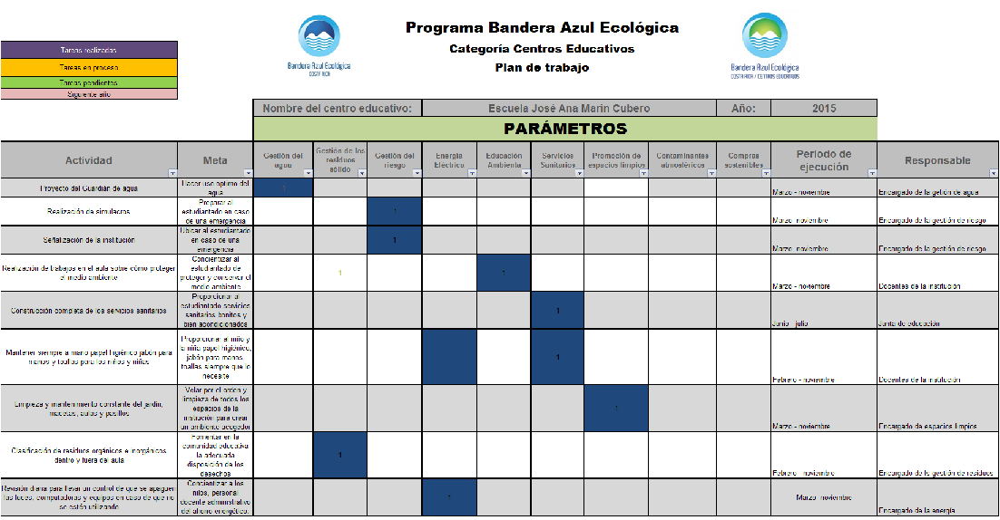 Programa Bandera Azul Ecológica
Categoría Centros Educativos
Plan de trabajo
Bandera Azul Ecológica
COSTA RICA
Bandera Azul Ecológica
COSTA RICA / CENTROS EDUCATIVOS
Tareas realizadas
Tareas en proceso
Tareas pendientes
Siguiente año
Nombre del centro educativo: Escuela José Ana Marín Cubero Año: 2015
PARÁMETROS
Actividad
Meta
Gestión del
agua
Gestión de los
residuos
sólido
Gestión del
riesgo
Energía
Eléctrica
Educación
Ambienta
Servicios
Sanitarios
Promoción de
espacios limpios
Contaminantes
atmosféricos
Compras
sostenibles
Período de
ejecución
Responsable
Proyecto del Guardián de agua
Hacer uso optimo del
agua
1
Marzo - noviembre
Encargado de la getión de agua
Realización de simulacros
Preparar al
estudiantado en caso
de una emergencia
1
Marzo -noviembre
Encargado de la gestión de riesgo
Señalización de la institución
Ubicar al estudiantado
en caso de una
emergencia
1
Marzo -noviembre
Encargado de la gestión de riesgo
Realización de trabajos en el aula sobre cómo proteger
el medio ambiente
Concientizar al
estudiantado de
proteger y conservar el
medio ambiente
1
1
Marzo - noviembre
Docentes de la institución
Construcción completa de los servicios sanitarios
Proporcionar al
estudiantado servicios
sanitarios bonitos y
bien acondicionados
1
Junio - julio
Junta de educación
Mantener siempre a mano papel higiénico jabón para
manos y toallas para los niños y niñas
Proporcionar al niño y
la niña papel higiénico,
jabón para manos,
toallas siempre que lo
necesite
1
Febrero - noviembre
Docentes de la institución
Limpieza y mantenimiento constante del jardín,
macetas, aulas y pasillos
Velar por el orden y
limpieza de todos los
espacios de la
institución para crear
un ambiente acogedor
1
Marzo - noviembre
Encargado de espacios limpios
Clasificación de residuos orgánicos e inorgánicos
dentro y fuera del aula
Fomentar en la
comunidad educativa
la adecuada
disposición de los
desechos
1
Febrero - noviembre
Encargado de la gestión de residuos
Revisión diaria para llevar un control de que se apaguen
las luces, computadoras y equipos en caso de que no
se estén utilizando
Concientizar a los
niños, personal
docente administrativo
del ahorro energético.
1
Marzo -noviembre
Encargado de la energía